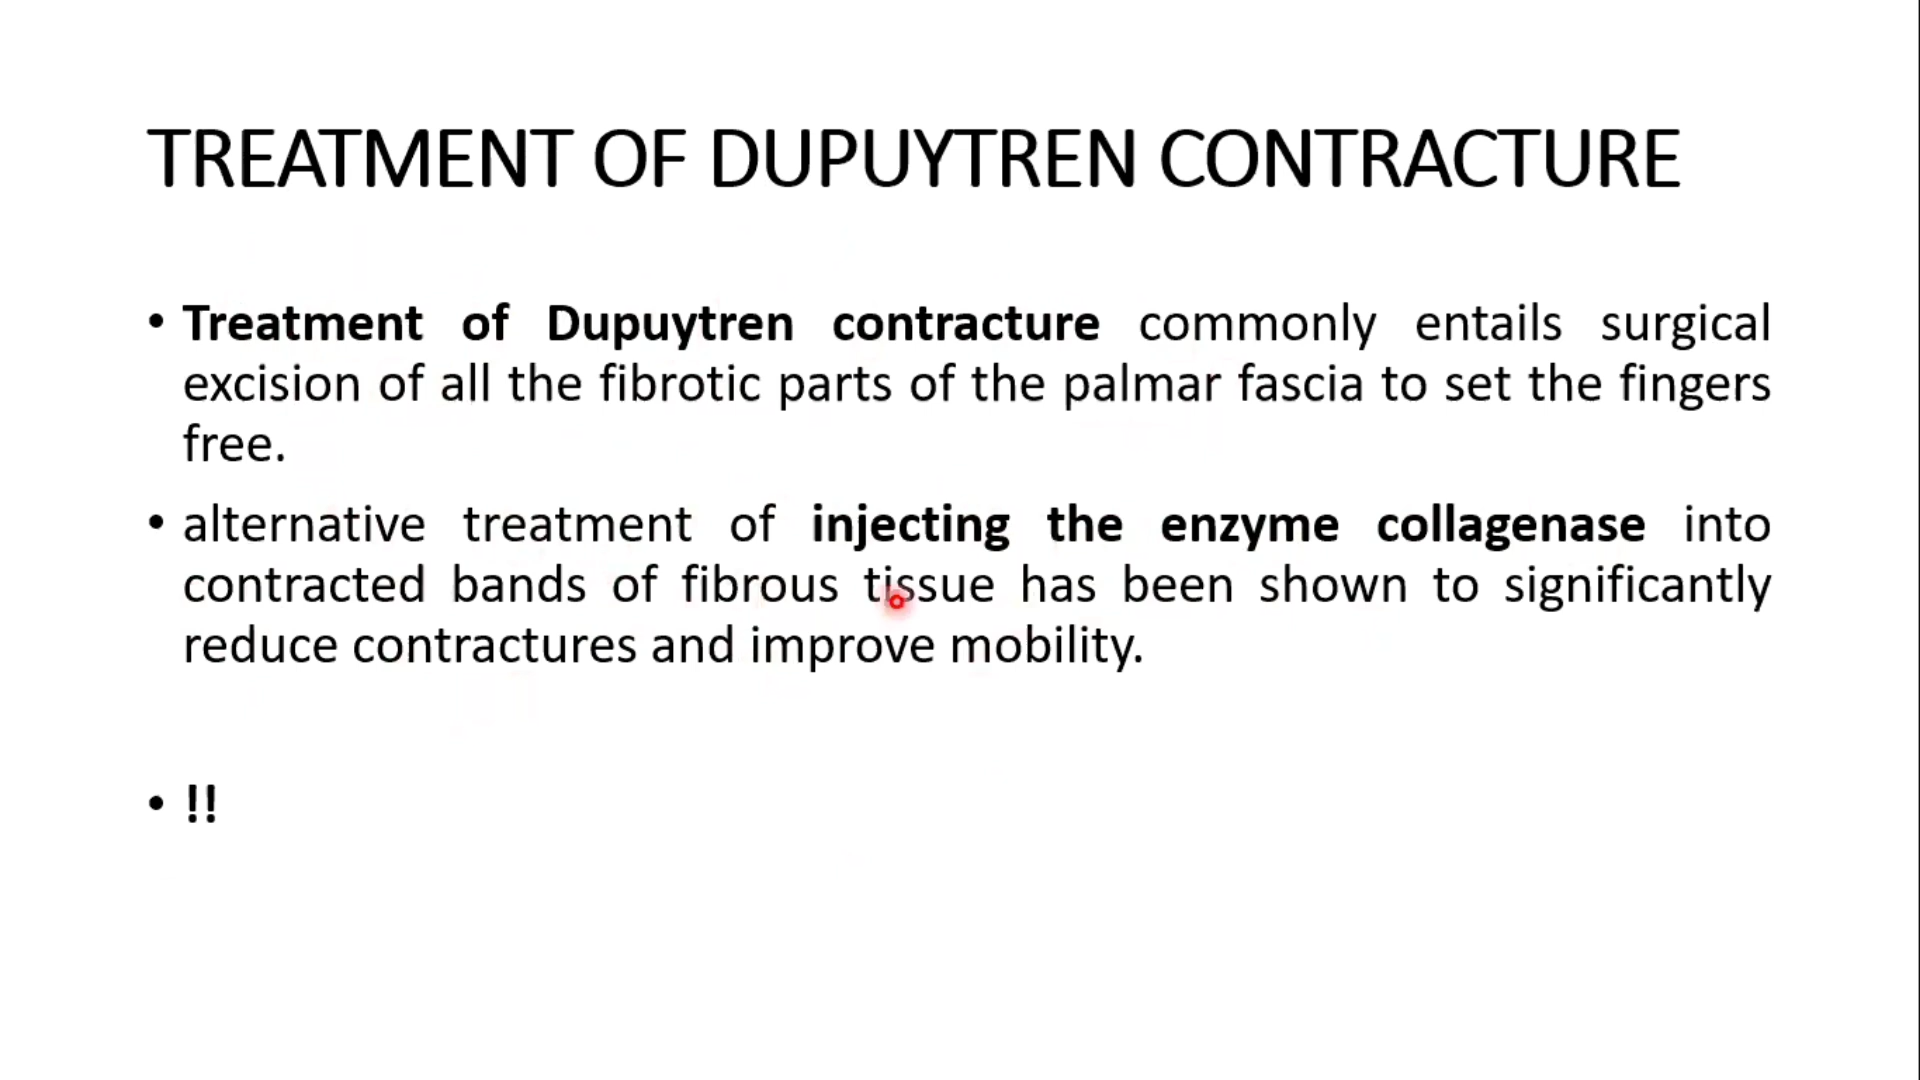 TREATMENT OF DUPUYTREN CONTRACTURE
• Treatment of Dupuytren contracture commonly entails surgical
excision of all the fibrotic parts of the palmar fascia to set the fingers
free.
• alternative treatment of injecting the enzyme collagenase into
contracted bands of fibrous tissue has been shown to significantly
reduce contractures and improve mobility.
• !!